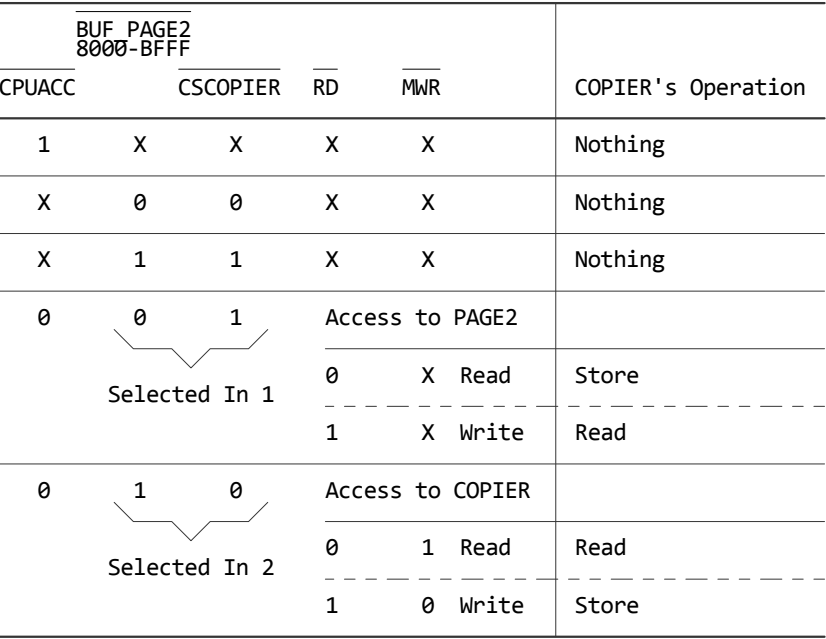 BUF_PAGE2
8000-BFFF
CPUACC CSCOPIER RD MWR COPIER's Operation
1 X X X X Nothing
X 0 0 X X Nothing
X 1 1 X X Nothing
0 0 1 Access to PAGE2
0 X Read Store
Selected In 1
1 X Write Read
0 1 0 Access to COPIER
0 1 Read Read
Selected In 2
1 0 Write Store